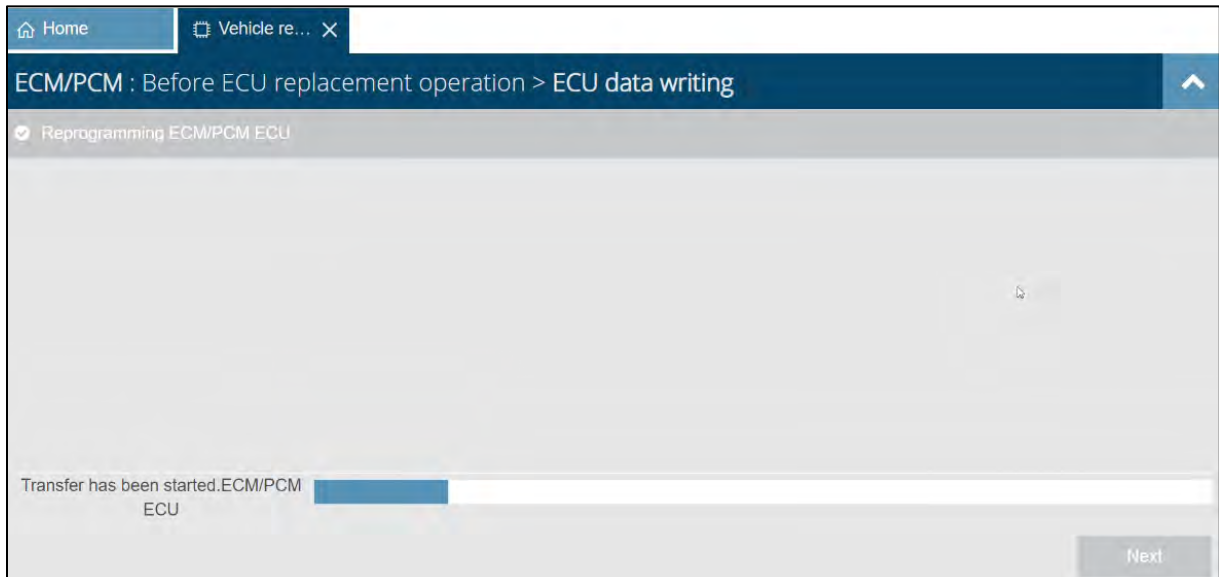 Home
Vehicle re...
ECM/PCM : Before ECU replacement operation > ECU data writing
Reprogramming ECM/PCM ECU
Transfer has been started.ECM/PCM
ECU
Next